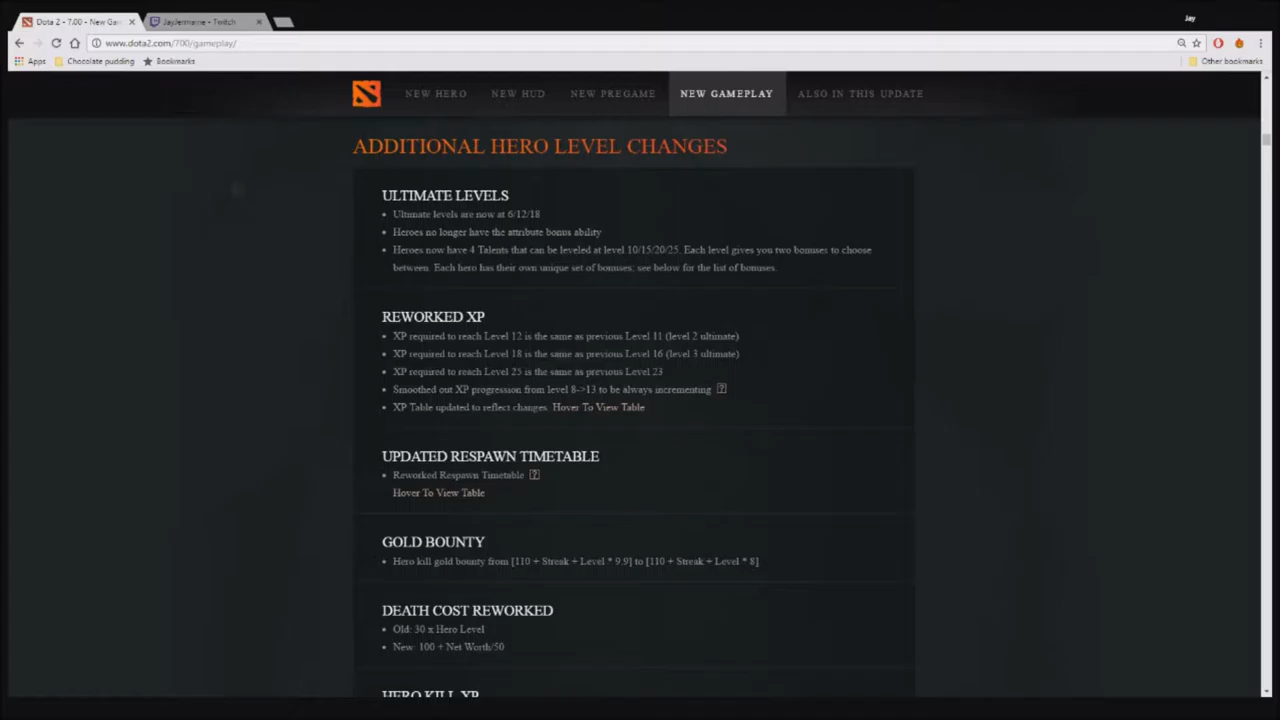 Jay
Dota 2 - 7.00 - New Gan
Jaylermame - Twitch
www.dota2.com/700/gameplay/
Apps Chocolate pudding Bookmarks Other bookmarks
NEW HERO NEW HUD NEW PREGAME NEW GAMEPLAY ALSO IN THIS UPDATE
ADDITIONAL HERO LEVEL CHANGES
ULTIMATE LEVELS
• Ultimate levels are now at 6/12/18
• Heroes no longer have the attribute bonus ability
• Heroes now have 4 Talents that can be leveled at level 10/15/20/25. Each level gives you two bonuses to choose
between. Each hero has their own unique set of bonuses; see below for the list of bonuses.
REWORKED XP
• XP required to reach Level 12 is the same as previous Level 11 (level 2 ultimate)
• XP required to reach Level 18 is the same as previous Level 16 (level 3 ultimate)
• XP required to reach Level 25 is the same as previous Level 23
• Smoothed out XP progression from level 8->13 to be always incrementing [?]
• XP Table updated to reflect changes. Hover To View Table
UPDATED RESPAWN TIMETABLE
• Reworked Respawn Timetable [?]
Hover To View Table
GOLD BOUNTY
• Hero kill gold bounty from [110 + Streak + Level * 9.9] to [110 + Streak + Level * 8]
DEATH COST REWORKED
• Old: 30 x Hero Level
• New: 100 + Net Worth/50
HERO KILL XP